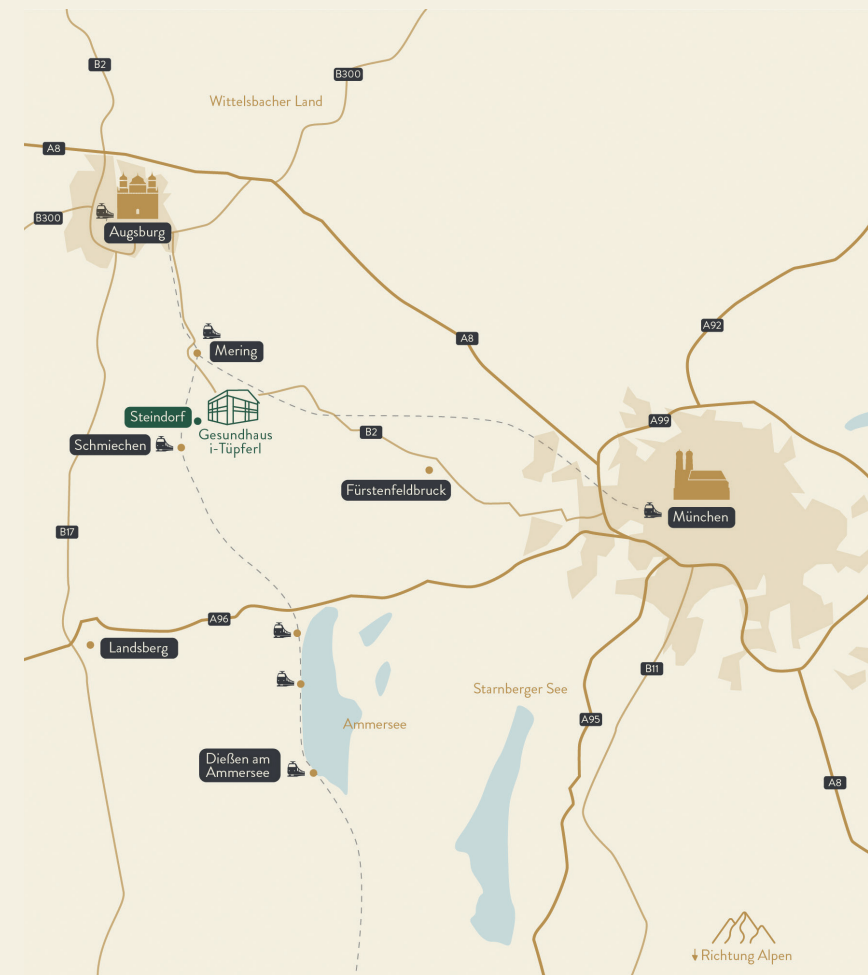 B2
B300
Wittelsbacher Land
A8
B300
Augsburg
A92
A8
Mering
Steindorf
Gesundhaus
i-Tüpferl
A99
B2
Schmiechen
Fürstenfeldbruck
München
B17
A96
Landsberg
B11
Starnberger See
A95
Ammersee
Dießen am
Ammersee
A8
Richtung Alpen